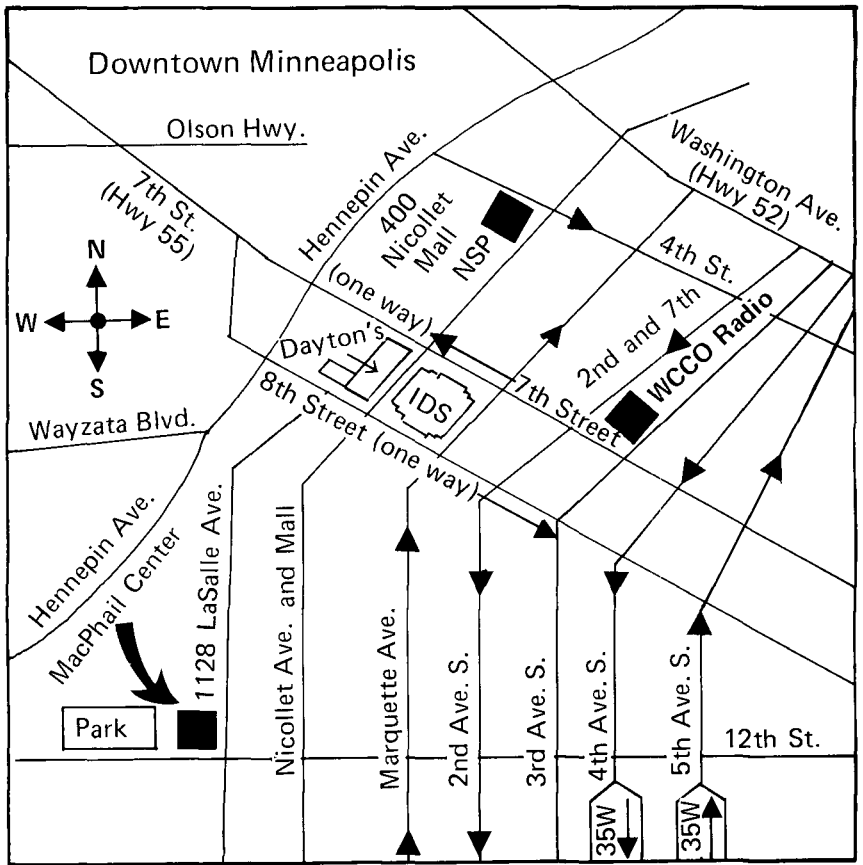 Downtown Minneapolis
Olson Hwy.
7th St.
(Hwy 55)
Hennepin Ave.
400
Nicollet
Mall
NSP
Washington Ave.
(Hwy 52)
4th St.
N
W E
S
(one way)
Dayton's
IDS
7th Street
2nd and 7th
WCCO Radio
8th Street (one way)
Wayzata Blvd.
Hennepin Ave.
MacPhail Center
1128 LaSalle Ave.
Nicollet Ave. and Mall
Marquette Ave.
2nd Ave. S.
3rd Ave. S.
4th Ave. S.
5th Ave. S.
Park
12th St.
35W
35W